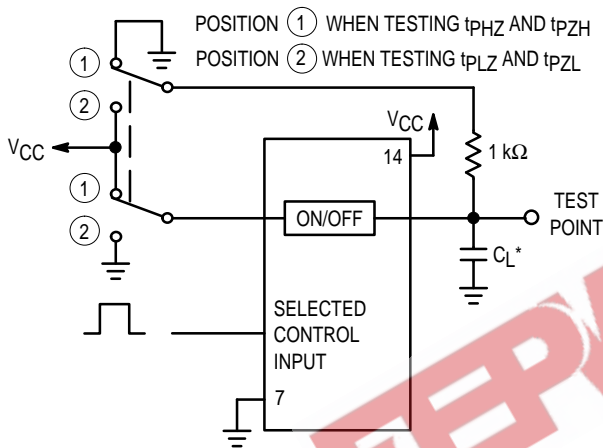 POSITION 1 WHEN TESTING tPHZ AND tPZH
POSITION 2 WHEN TESTING tPLZ AND tPZL
1
2
VCC
1
2
VCC
14
1 kΩ
ON/OFF
TEST
POINT
CL*
SELECTED
CONTROL
INPUT
7